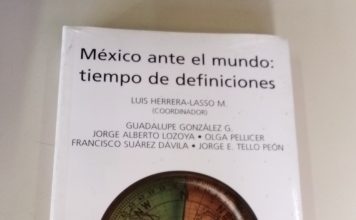 México ante el mundo:
tiempo de definiciones
LUIS HERRERA-LASSO M.
(COORDINADOR)
GUADALUPE GONZÁLEZ G.
JORGE ALBERTO LOZOYA • OLGA PELLICER
FRANCISCO SUÁREZ DÁVILA • JORGE E. TELLO PEÓN